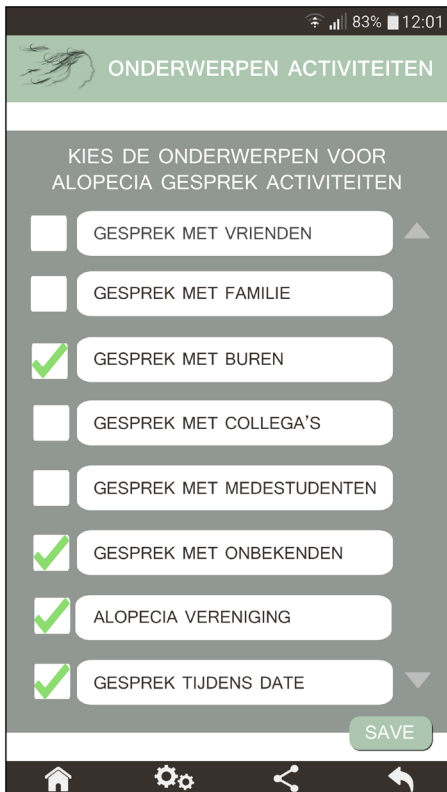 83% 12:01
ONDERWERPEN ACTIVITEITEN
KIES DE ONDERWERPEN VOOR
ALOPECIA GESPREK ACTIVITEITEN
GESPREK MET VRIENDEN
GESPREK MET FAMILIE
GESPREK MET BUREN
GESPREK MET COLLEGA'S
GESPREK MET MEDESTUDENTEN
GESPREK MET ONBEKENDEN
ALOPECIA VERENIGING
GESPREK TIJDENS DATE
SAVE